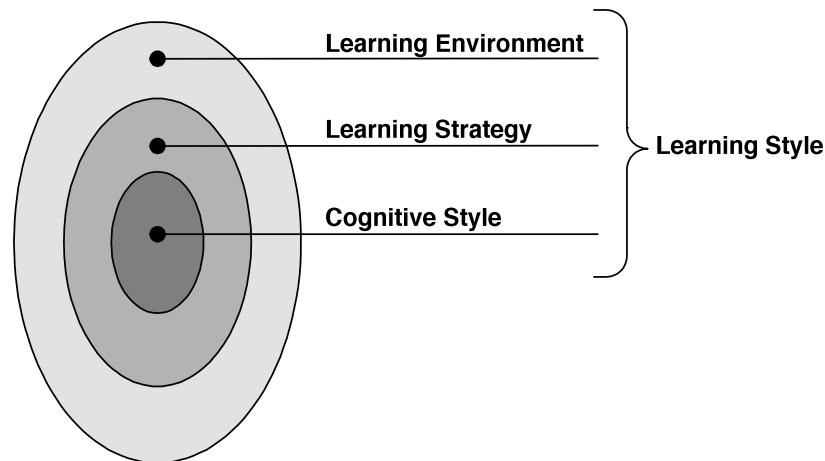 Learning Environment
Learning Strategy
Learning Style
Cognitive Style